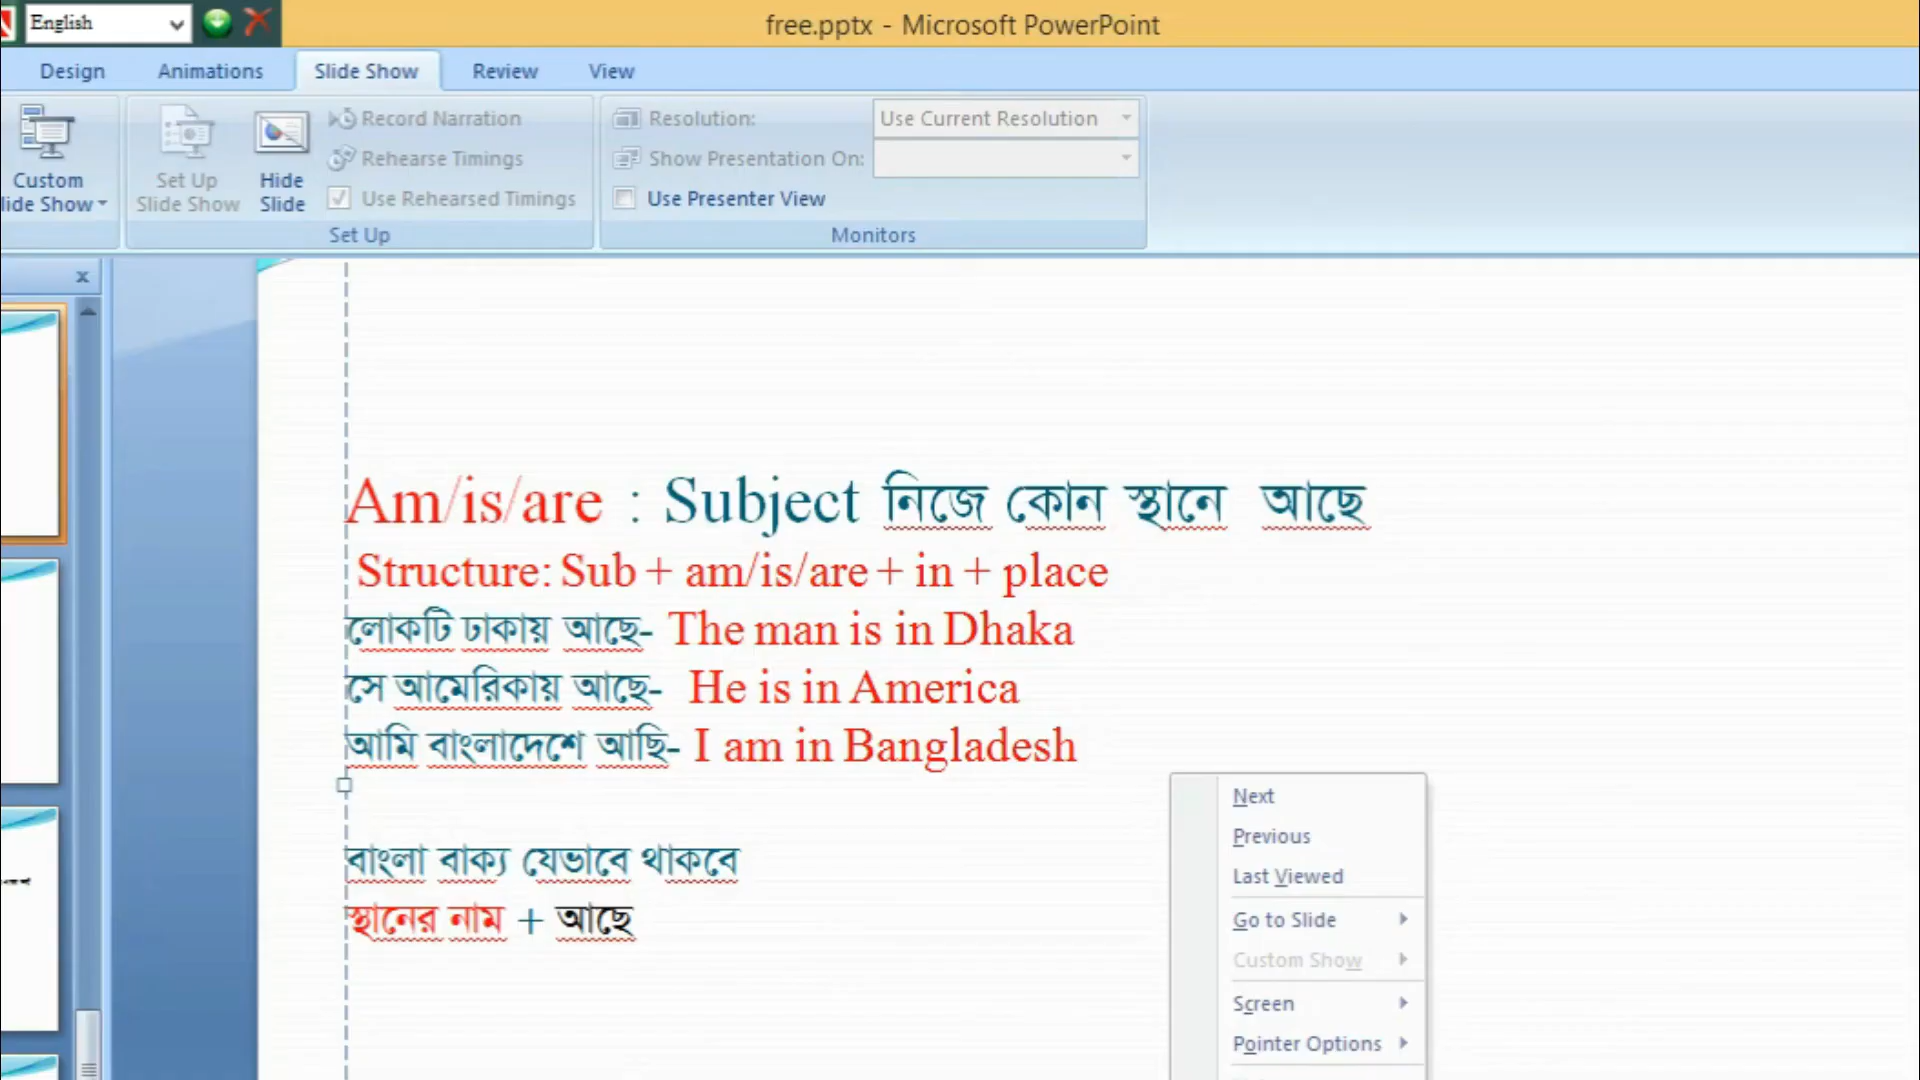 English
free.pptx - Microsoft PowerPoint
Design Animations Slide Show Review View
Custom
lide Show
Set Up
Slide Show
Hide
Slide
Record Narration
Rehearse Timings
Use Rehearsed Timings
Set Up
Resolution: Use Current Resolution
Show Presentation On:
Use Presenter View
Monitors
x
Am/is/are : Subject নিজে কোন স্থানে আছে
Structure: Sub + am/is/are + in + place
লোকটি ঢাকায় আছে- The man is in Dhaka
সে আমেরিকায় আছে- He is in America
আমি বাংলাদেশে আছি- I am in Bangladesh
বাংলা বাক্য যেভাবে থাকবে
স্থানের নাম + আছে
Next
Previous
Last Viewed
Go to Slide
Custom Show
Screen
Pointer Options